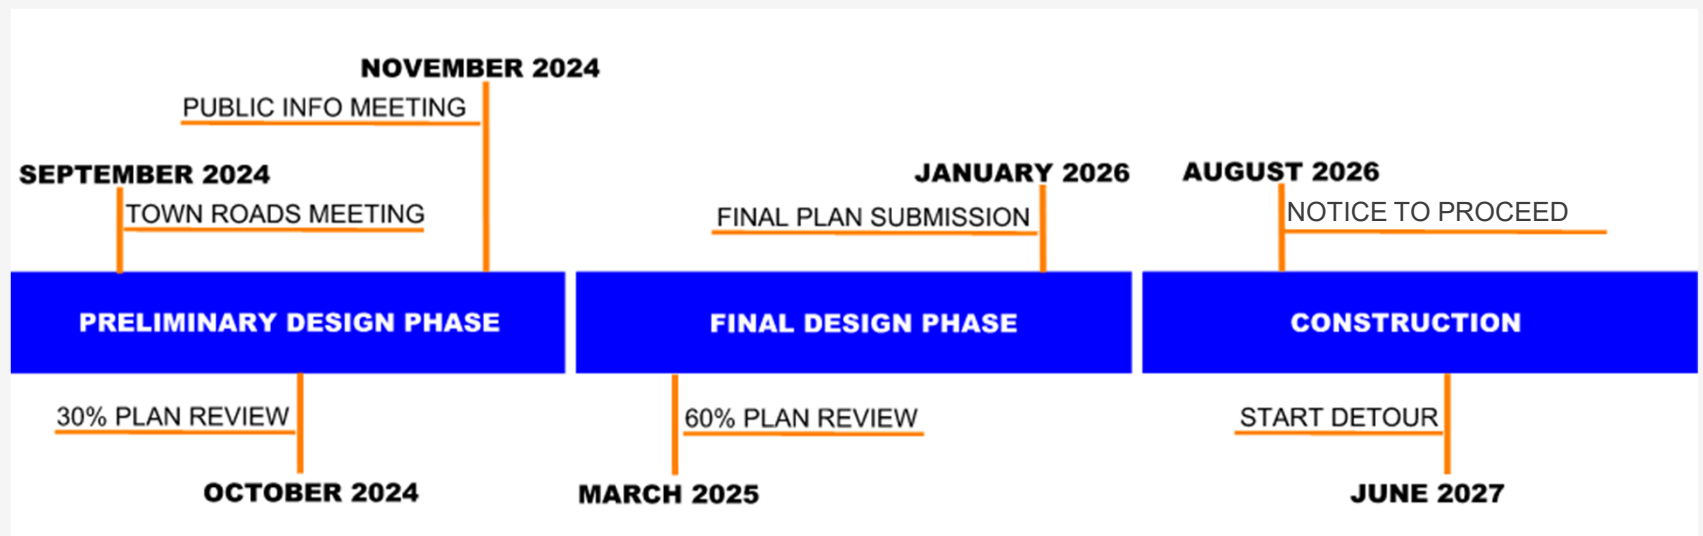 NOVEMBER 2024
PUBLIC INFO MEETING
SEPTEMBER 2024
TOWN ROADS MEETING
JANUARY 2026
FINAL PLAN SUBMISSION
AUGUST 2026
NOTICE TO PROCEED
PRELIMINARY DESIGN PHASE
FINAL DESIGN PHASE
CONSTRUCTION
30% PLAN REVIEW
OCTOBER 2024
60% PLAN REVIEW
MARCH 2025
START DETOUR
JUNE 2027